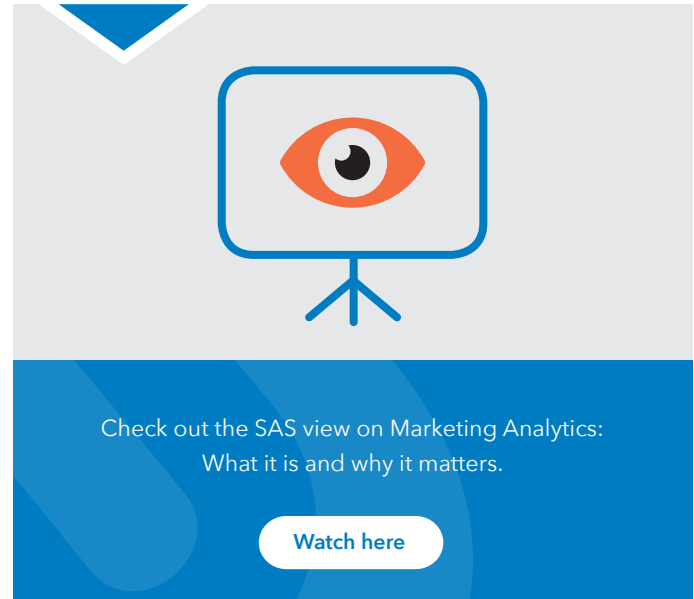 Check out the SAS view on Marketing Analytics:
What it is and why it matters.
Watch here